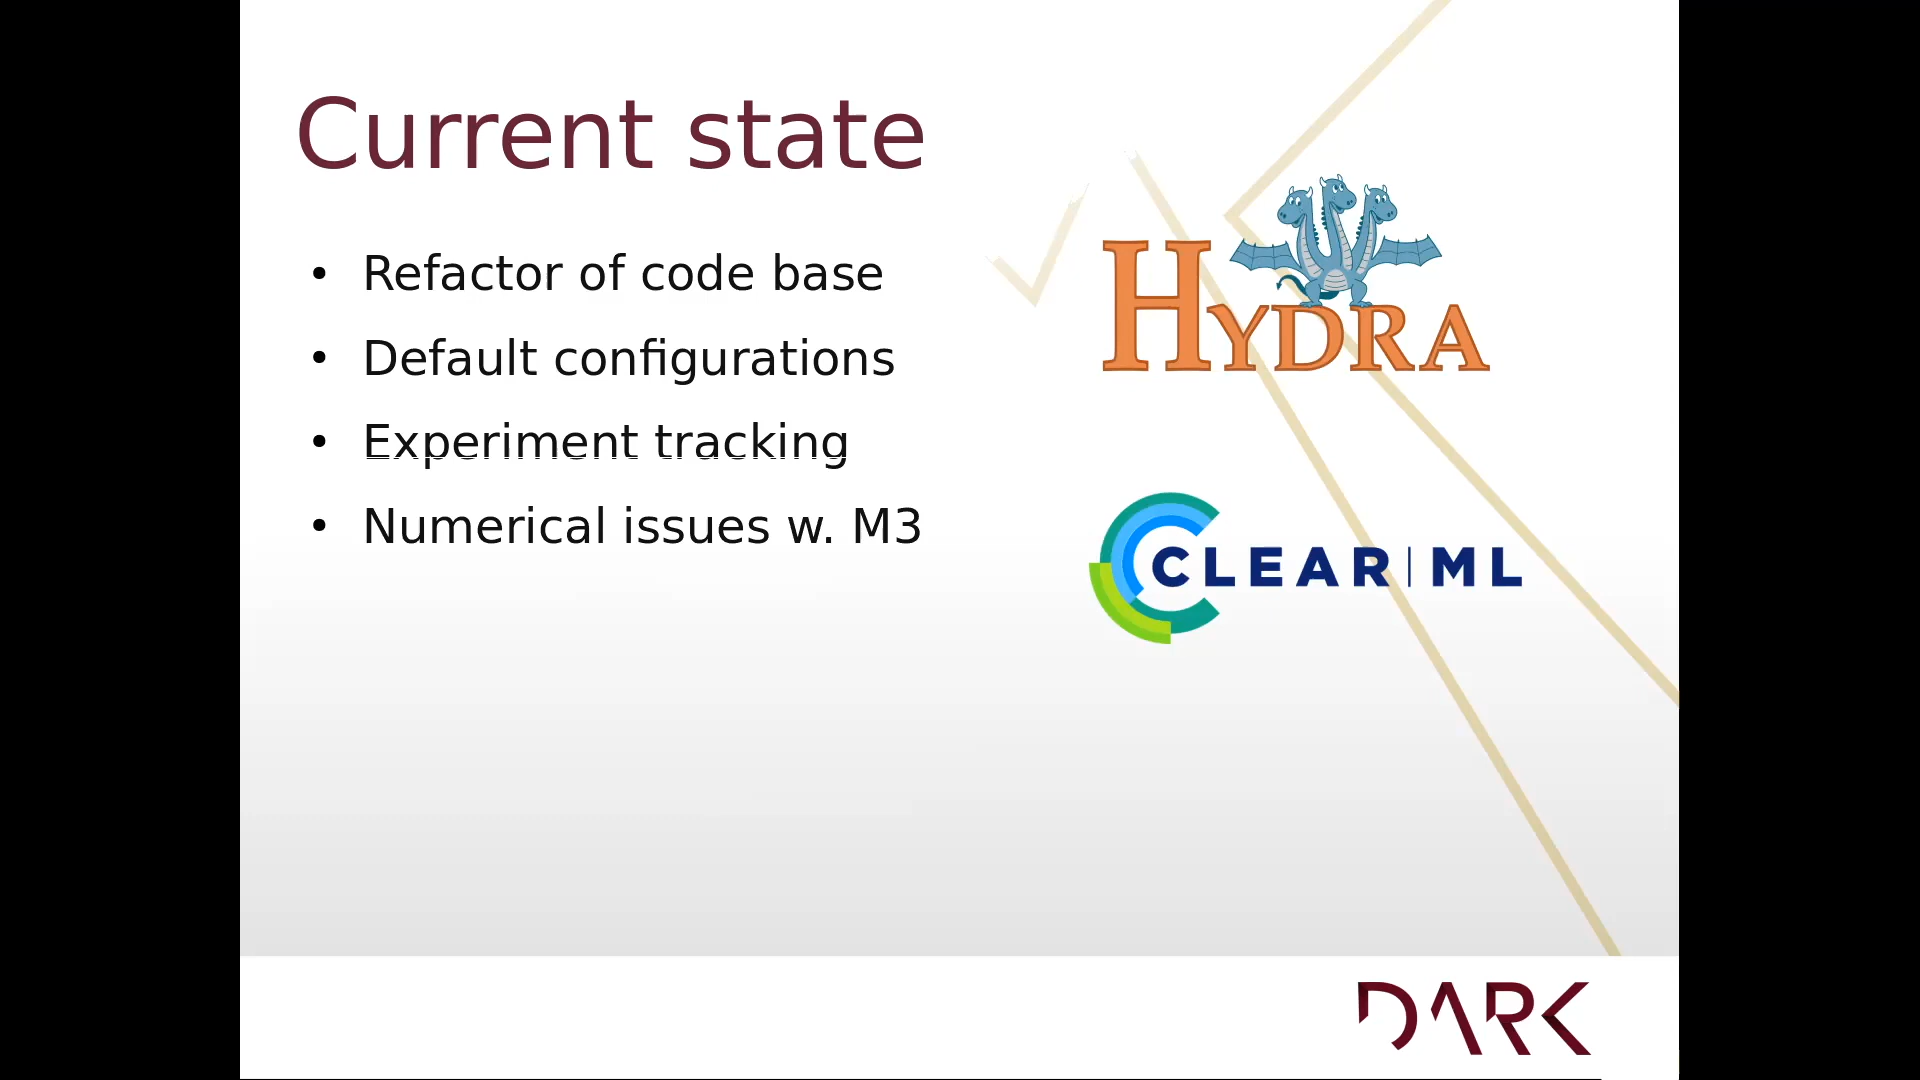 Current state
• Refactor of code base
• Default configurations
• Experiment tracking
• Numerical issues w. M3
HYDRA
CLEAR|ML
DARK